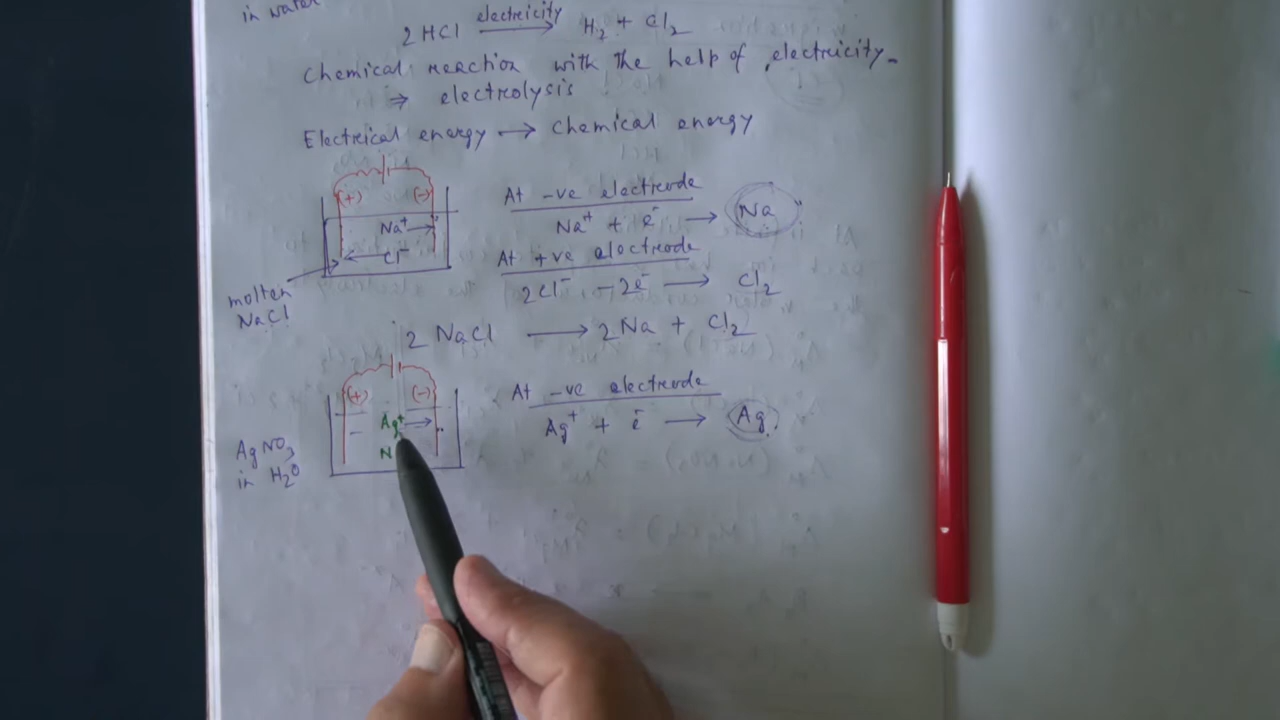 in water
2 HCl electricity → H₂ + Cl₂
Chemical reaction with the help of electricity.
⇒ electrolysis
Electrical energy → Chemical energy
(+) (-)
Na⁺ →
← Cl⁻
molten
NaCl
At -ve electrode
Na⁺ + e⁻ → Na
At +ve electrode
2Cl⁻ - 2e⁻ → Cl₂
2 NaCl → 2 Na + Cl₂
(+) (-)
Ag⁺ →
N
AgNO₃
in H₂O
At -ve electrode
Ag⁺ + e⁻ → Ag